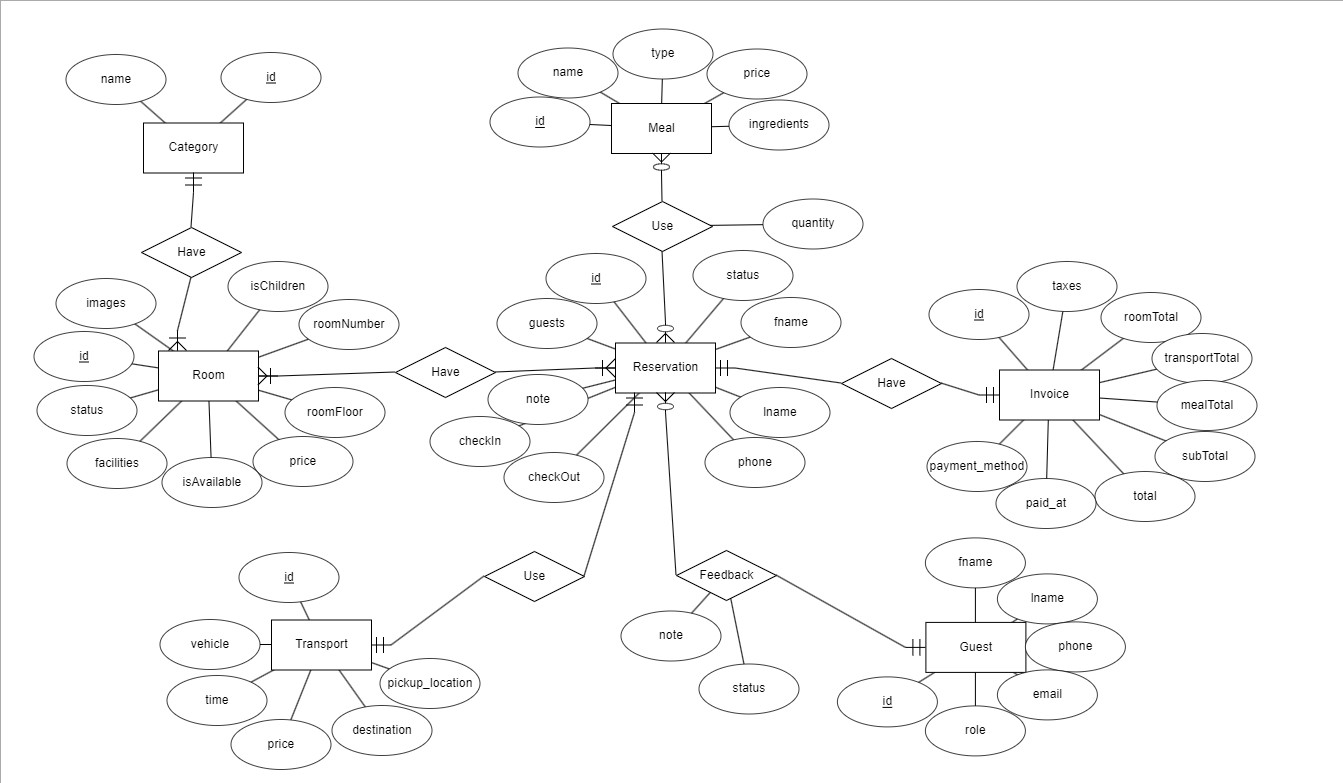 type
name
price
name
id
id
ingredients
Meal
Category
Use
quantity
Have
isChildren
id
status
taxes
images
roomNumber
guests
fname
id
roomTotal
id
transportTotal
Room
Have
Reservation
Have
Invoice
note
mealTotal
status
roomFloor
lname
checkIn
subTotal
facilities
price
phone
payment_method
isAvailable
checkOut
total
paid_at
id
Use
Feedback
fname
lname
vehicle
Transport
note
Guest
phone
pickup_location
status
email
time
id
price
destination
role